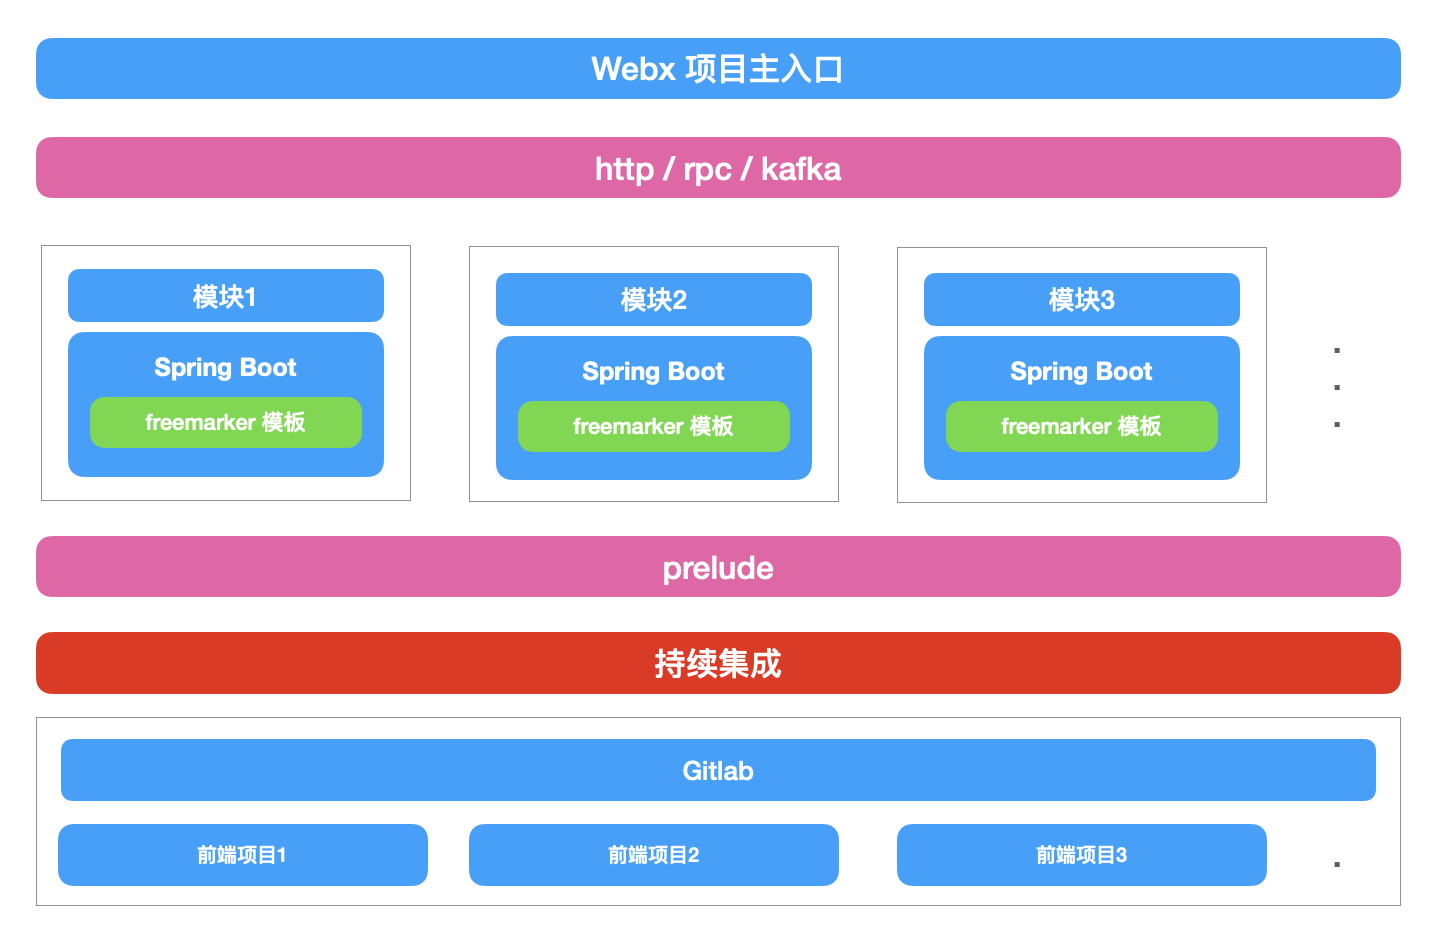 Webx 项目主入口
http / rpc / kafka
模块1
Spring Boot
freemarker 模板
模块2
Spring Boot
freemarker 模板
模块3
Spring Boot
freemarker 模板
.
.
.
prelude
持续集成
Gitlab
前端项目1
前端项目2
前端项目3
.